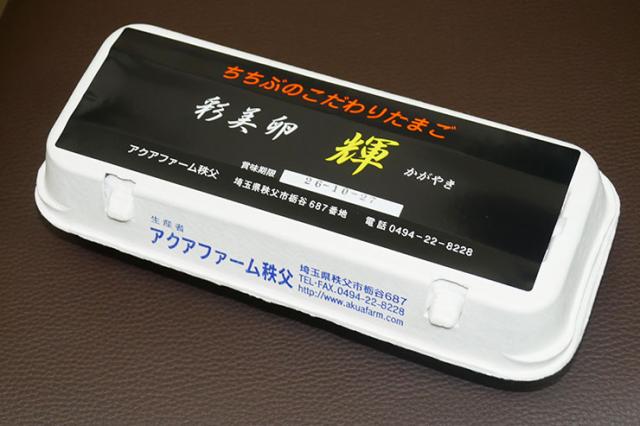 ちちぶのこだわりたまご
彩美卵 輝 かがやき
アクアファーム秩父 賞味期限 26-10-27
埼玉県秩父市栃谷687番地 電話0494-22-8228
生産者
アクアファーム秩父
埼玉県秩父市栃谷687
TEL・FAX.0494-22-8228
http://www.akuafarm.com